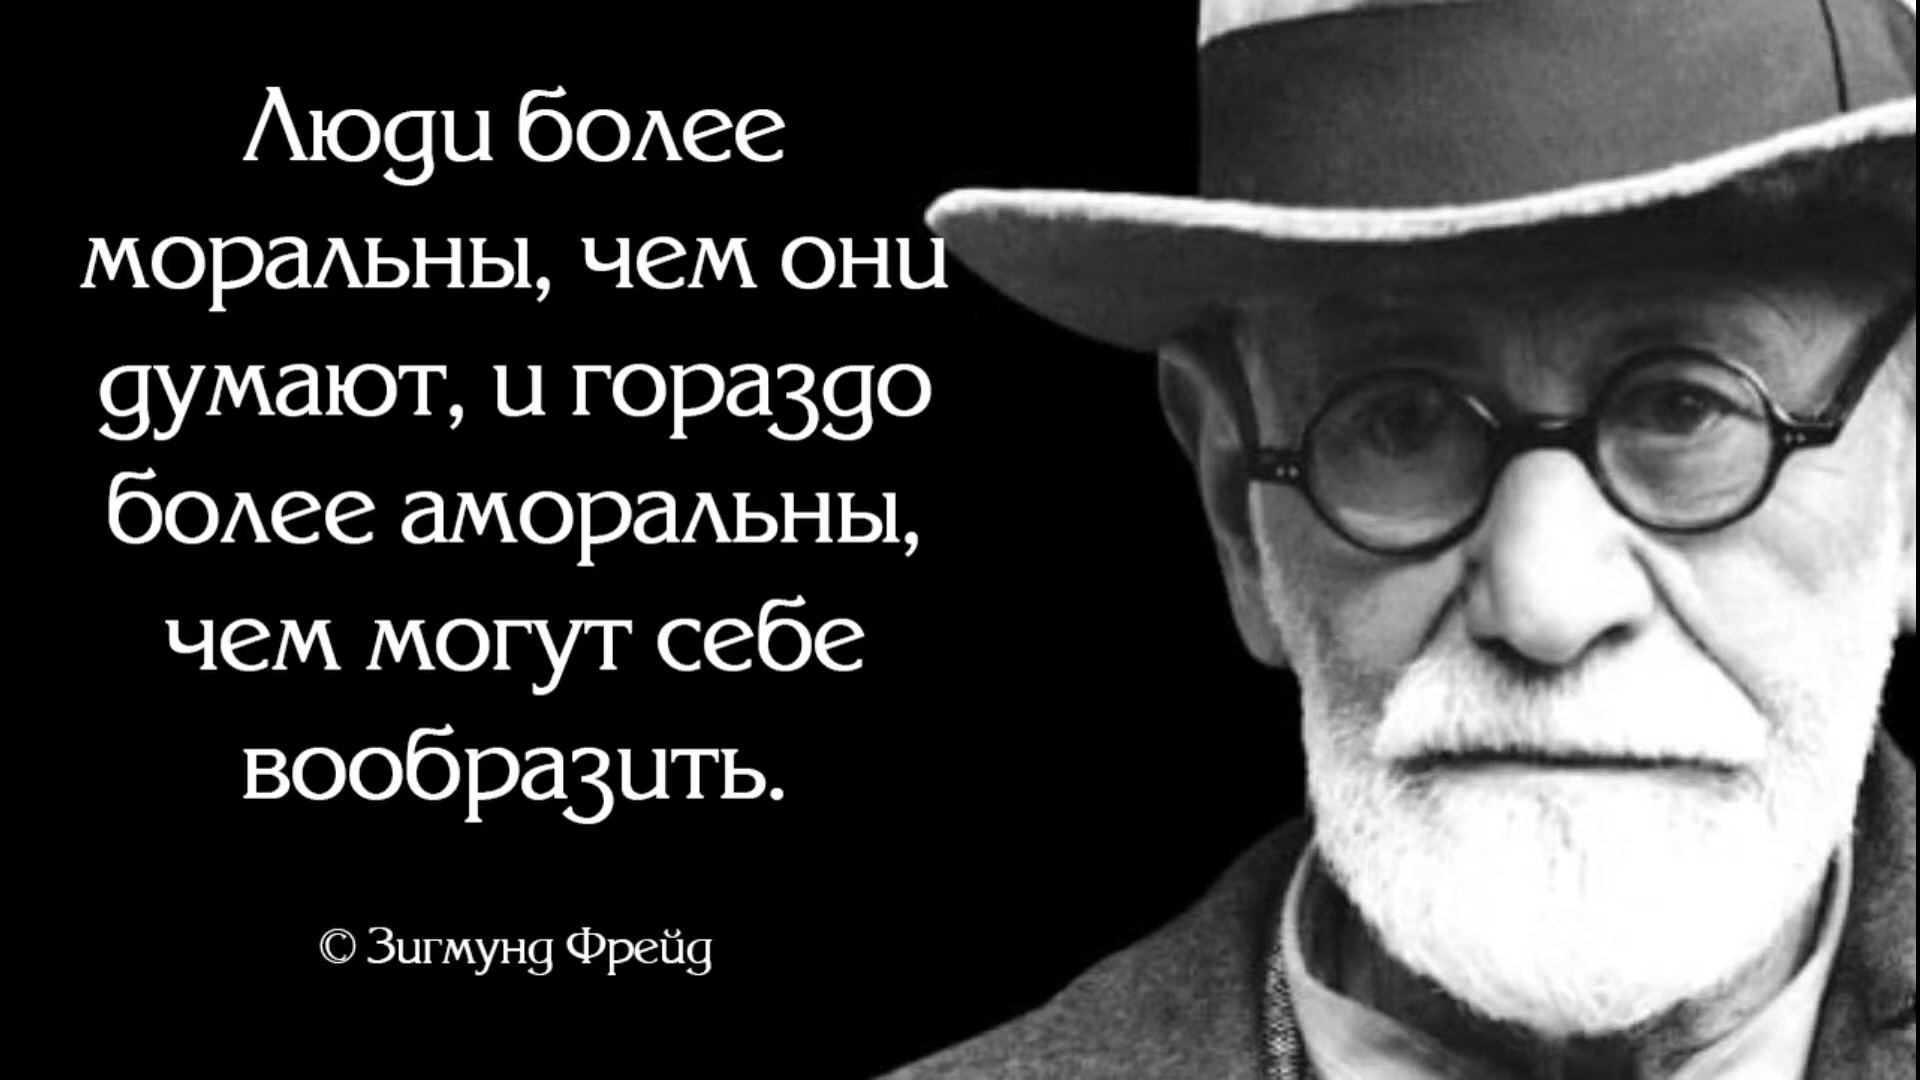 Люди более
моральны, чем они
думают, и гораздо
более аморальны,
чем могут себе
вообразить.
© Зигмунд Фрейд